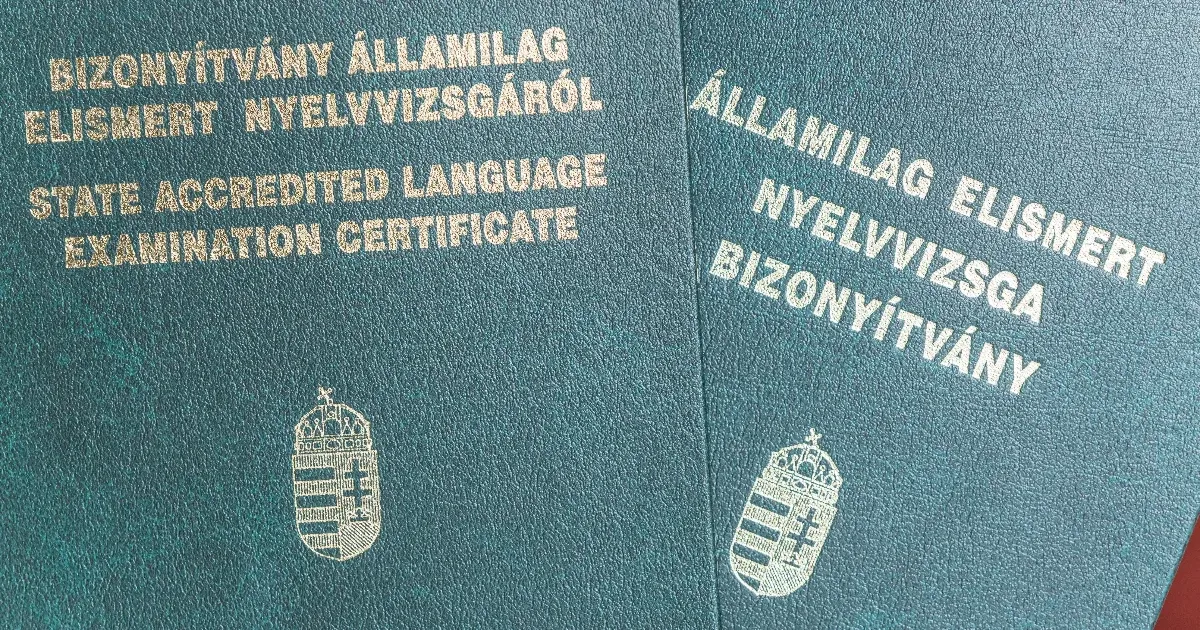 BIZONYÍTVÁNY ÁLLAMILAG
ELISMERT NYELVVIZSGÁRÓL
STATE ACCREDITED LANGUAGE
EXAMINATION CERTIFICATE
ÁLLAMILAG ELISMERT
NYELVVIZSGA
BIZONYÍTVÁNY